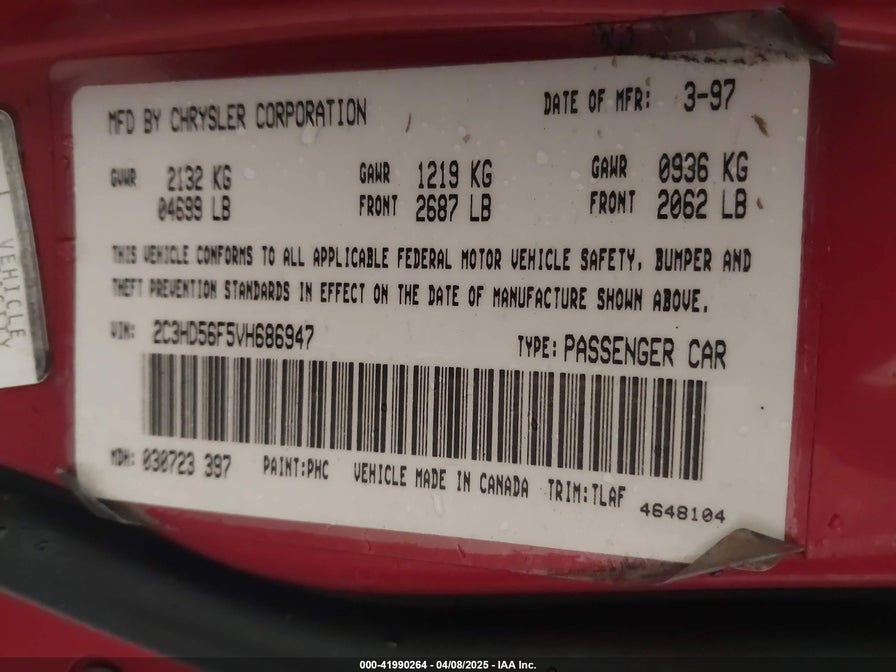 MFD BY CHRYSLER CORPORATION DATE OF MFR: 3-97
GVWR 2132 KG GAWR 1219 KG GAWR 0936 KG
04699 LB FRONT 2687 LB FRONT 2062 LB
THIS VEHICLE CONFORMS TO ALL APPLICABLE FEDERAL MOTOR VEHICLE SAFETY, BUMPER AND
THEFT PREVENTION STANDARDS IN EFFECT ON THE DATE OF MANUFACTURE SHOWN ABOVE.
VIN: 2C3HD56F5VH686947 TYPE: PASSENGER CAR
MDH: 030723 397 PAINT:PHC VEHICLE MADE IN CANADA TRIM:TLAF 4648104
VEHICLE
000-41990264 - 04/08/2025 - IAA Inc.